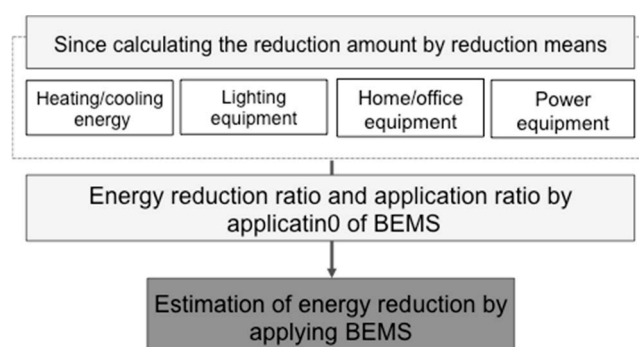 Since calculating the reduction amount by reduction means
Heating/cooling
energy
Lighting
equipment
Home/office
equipment
Power
equipment
Energy reduction ratio and application ratio by
applicatin0 of BEMS
Estimation of energy reduction by
applying BEMS